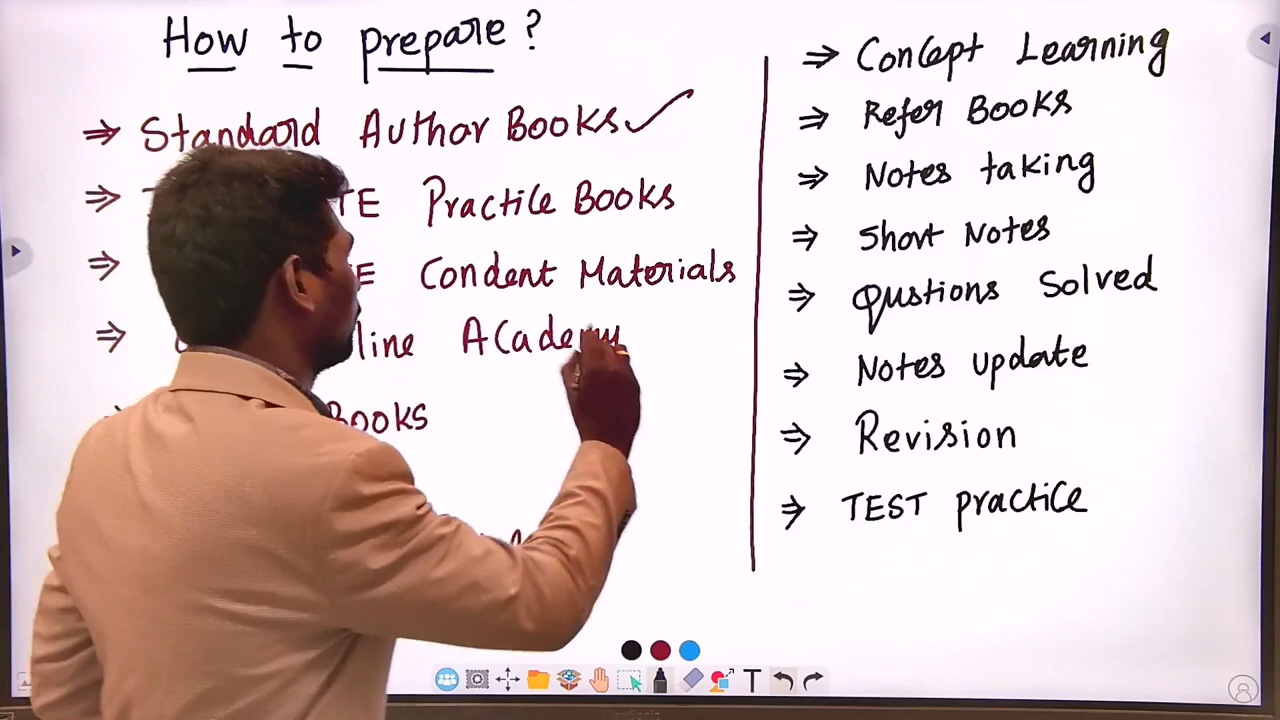 How to prepare?
⇒ Standard Author Books ✓
⇒ Practice Books
⇒ Condent Materials
⇒ line Academy
Books
⇒ Concept Learning
⇒ Refer Books
⇒ Notes taking
⇒ Short Notes
⇒ Qustions Solved
⇒ Notes update
⇒ Revision
⇒ TEST practice
T